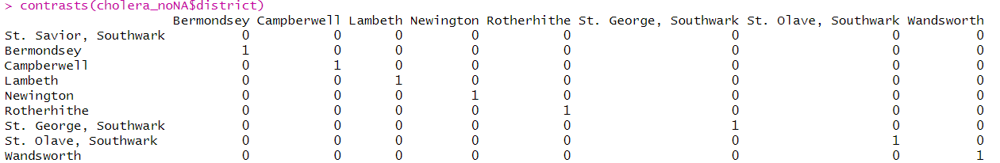 > contrasts(cholera_noNA$district)
Bermondsey Campberwell Lambeth Newington Rotherhithe St. George, Southwark St. Olave, Southwark Wandsworth
St. Savior, Southwark 0 0 0 0 0 0 0 0
Bermondsey 1 0 0 0 0 0 0 0
Campberwell 0 1 0 0 0 0 0 0
Lambeth 0 0 1 0 0 0 0 0
Newington 0 0 0 1 0 0 0 0
Rotherhithe 0 0 0 0 1 0 0 0
St. George, Southwark 0 0 0 0 0 1 0 0
St. Olave, Southwark 0 0 0 0 0 0 1 0
Wandsworth 0 0 0 0 0 0 0 1